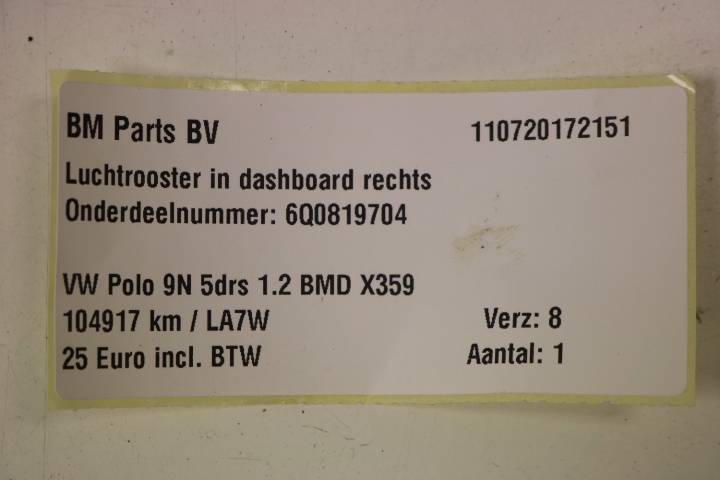 BM Parts BV 110720172151
Luchtrooster in dashboard rechts
Onderdeelnummer: 6Q0819704
VW Polo 9N 5drs 1.2 BMD X359
104917 km / LA7W Verz: 8
25 Euro incl. BTW Aantal: 1